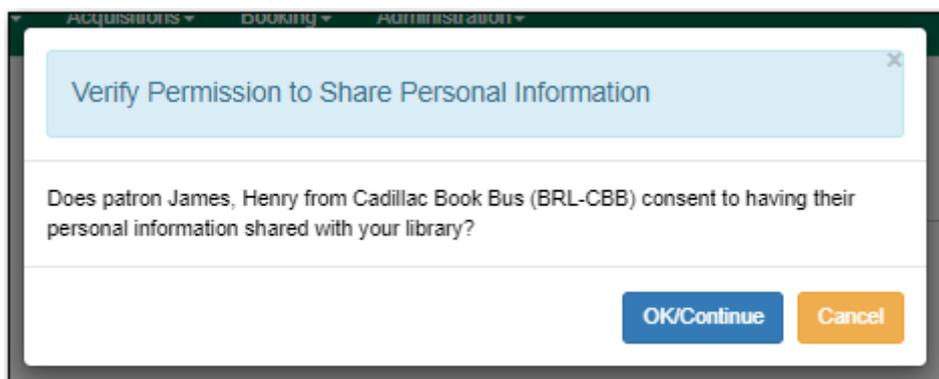 Acquisitions Booking Administration
×
Verify Permission to Share Personal Information
Does patron James, Henry from Cadillac Book Bus (BRL-CBB) consent to having their
personal information shared with your library?
OK/Continue Cancel